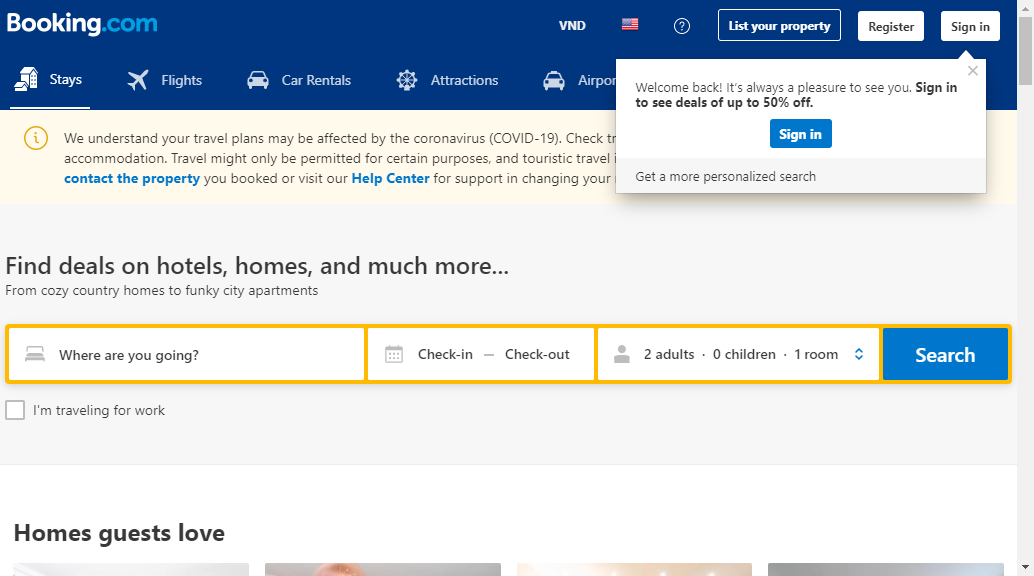 Booking.com
VND
List your property
Register
Sign in
Stays
Flights
Car Rentals
Attractions
Welcome back! It's always a pleasure to see you. Sign in
to see deals of up to 50% off.
Sign in
Get a more personalized search
We understand your travel plans may be affected by the coronavirus (COVID-19). Check
accommodation. Travel might only be permitted for certain purposes, and touristic travel
contact the property you booked or visit our Help Center for support in changing your
Find deals on hotels, homes, and much more...
From cozy country homes to funky city apartments
Where are you going?
Check-in — Check-out
2 adults · 0 children · 1 room
Search
I'm traveling for work
Homes guests love